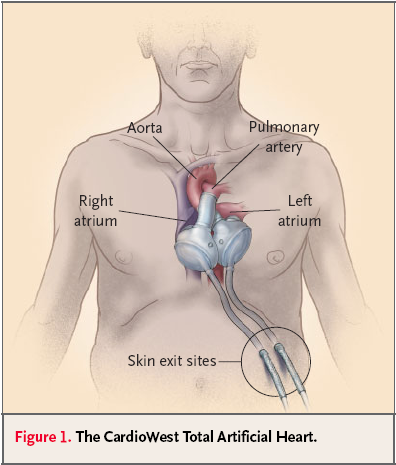 Aorta
Pulmonary
artery
Right
atrium
Left
atrium
Skin exit sites
Figure 1. The CardioWest Total Artificial Heart.